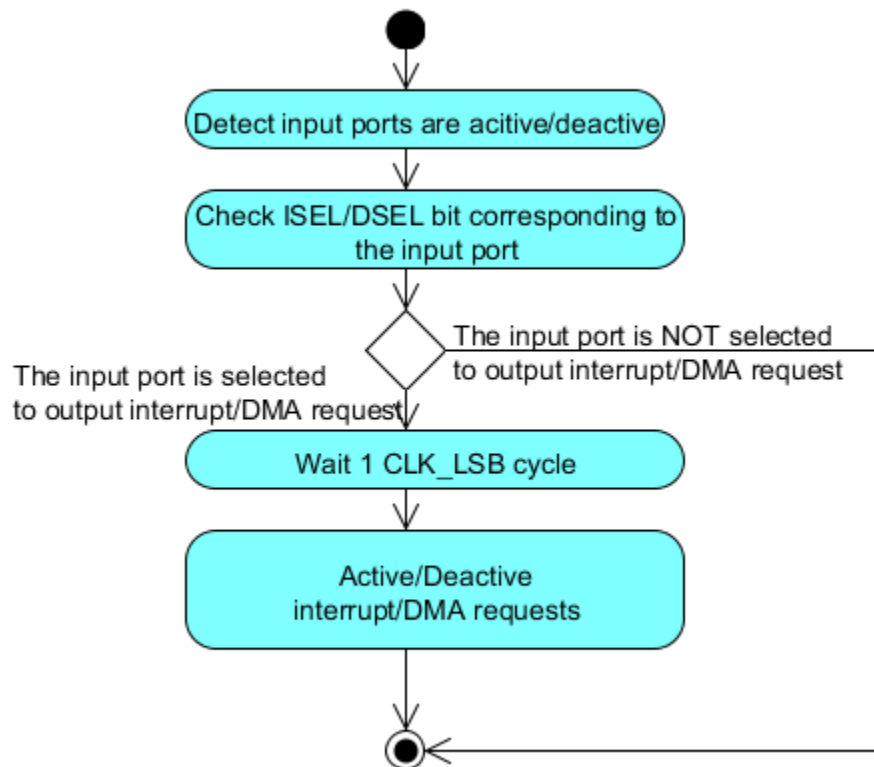 Detect input ports are acitive/deactive
Check ISEL/DSEL bit corresponding to
the input port
The input port is NOT selected
to output interrupt/DMA request
The input port is selected
to output interrupt/DMA request
Wait 1 CLK_LSB cycle
Active/Deactive
interrupt/DMA requests